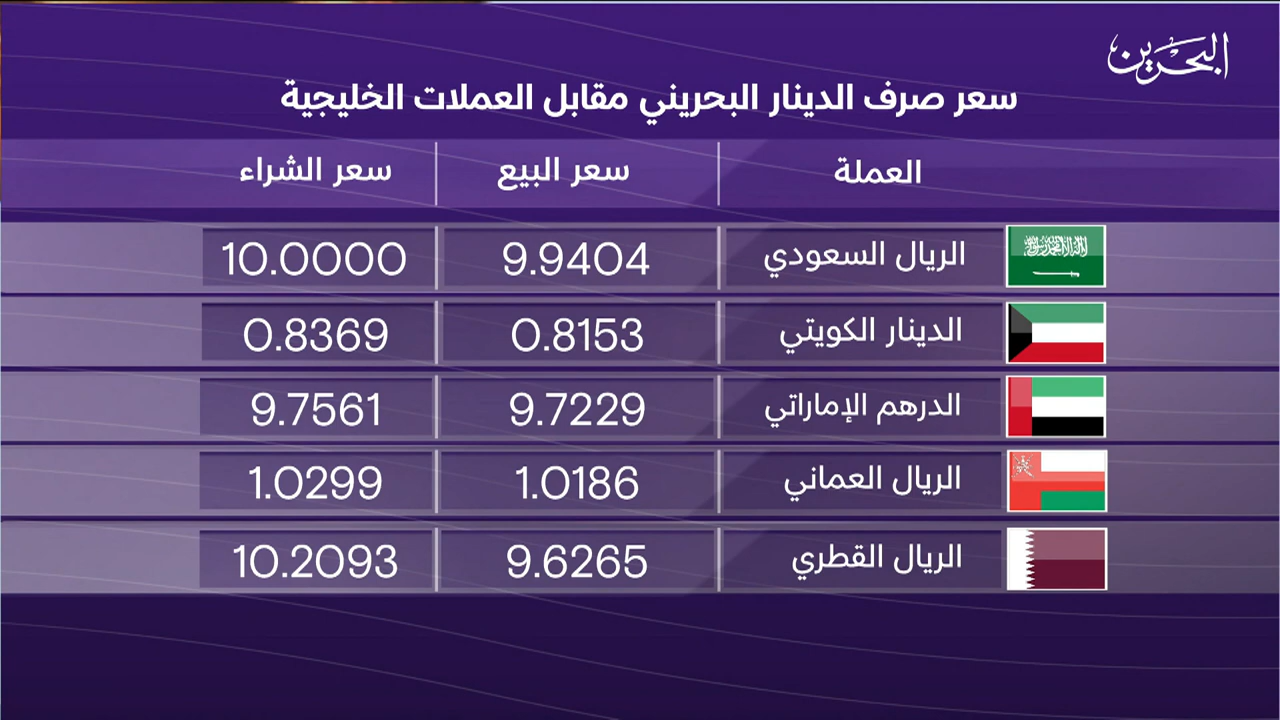 البحرين
سعر صرف الدينار البحريني مقابل العملات الخليجية
العملة سعر البيع سعر الشراء
الريال السعودي 9.9404 10.0000
الدينار الكويتي 0.8153 0.8369
الدرهم الإماراتي 9.7229 9.7561
الريال العماني 1.0186 1.0299
الريال القطري 9.6265 10.2093